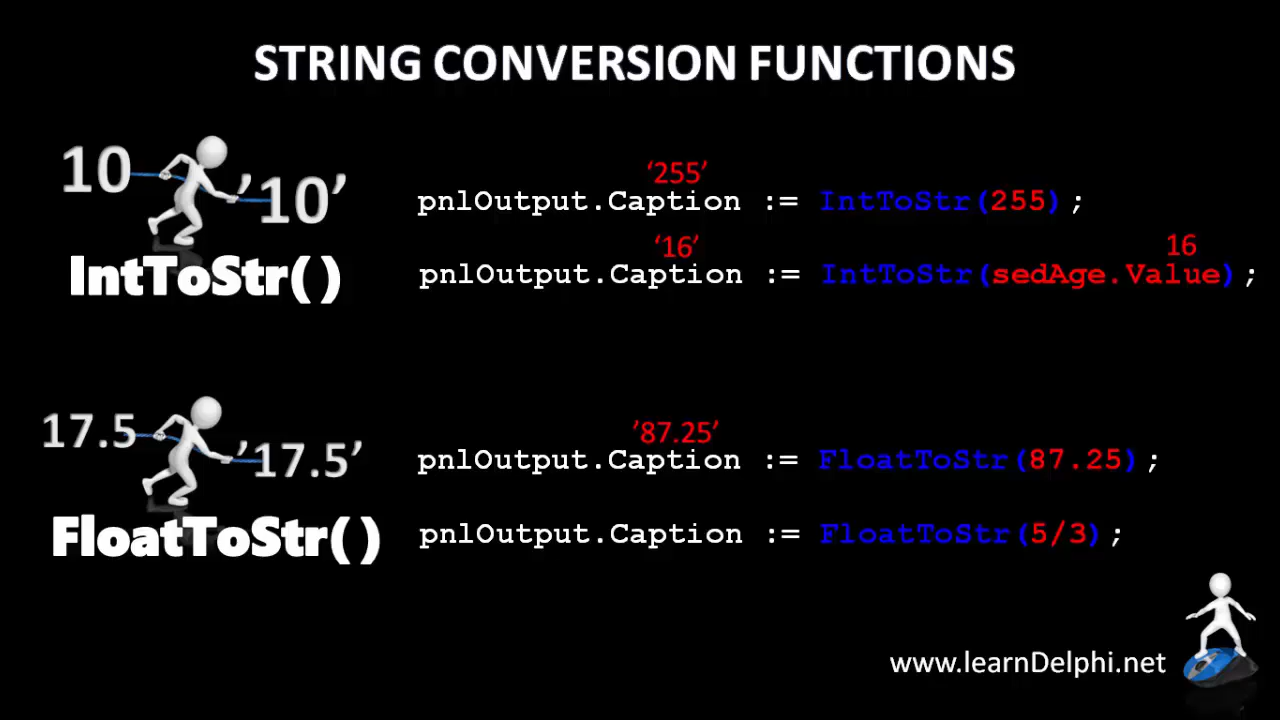 STRING CONVERSION FUNCTIONS
10
'10’
‘255’
pnlOutput.Caption := IntToStr(255);
‘16’
16
pnlOutput.Caption := IntToStr(sedAge.Value);
IntToStr( )
17.5
'17.5’
’87.25’
pnlOutput.Caption := FloatToStr(87.25);
FloatToStr( )
pnlOutput.Caption := FloatToStr(5/3);
www.learnDelphi.net